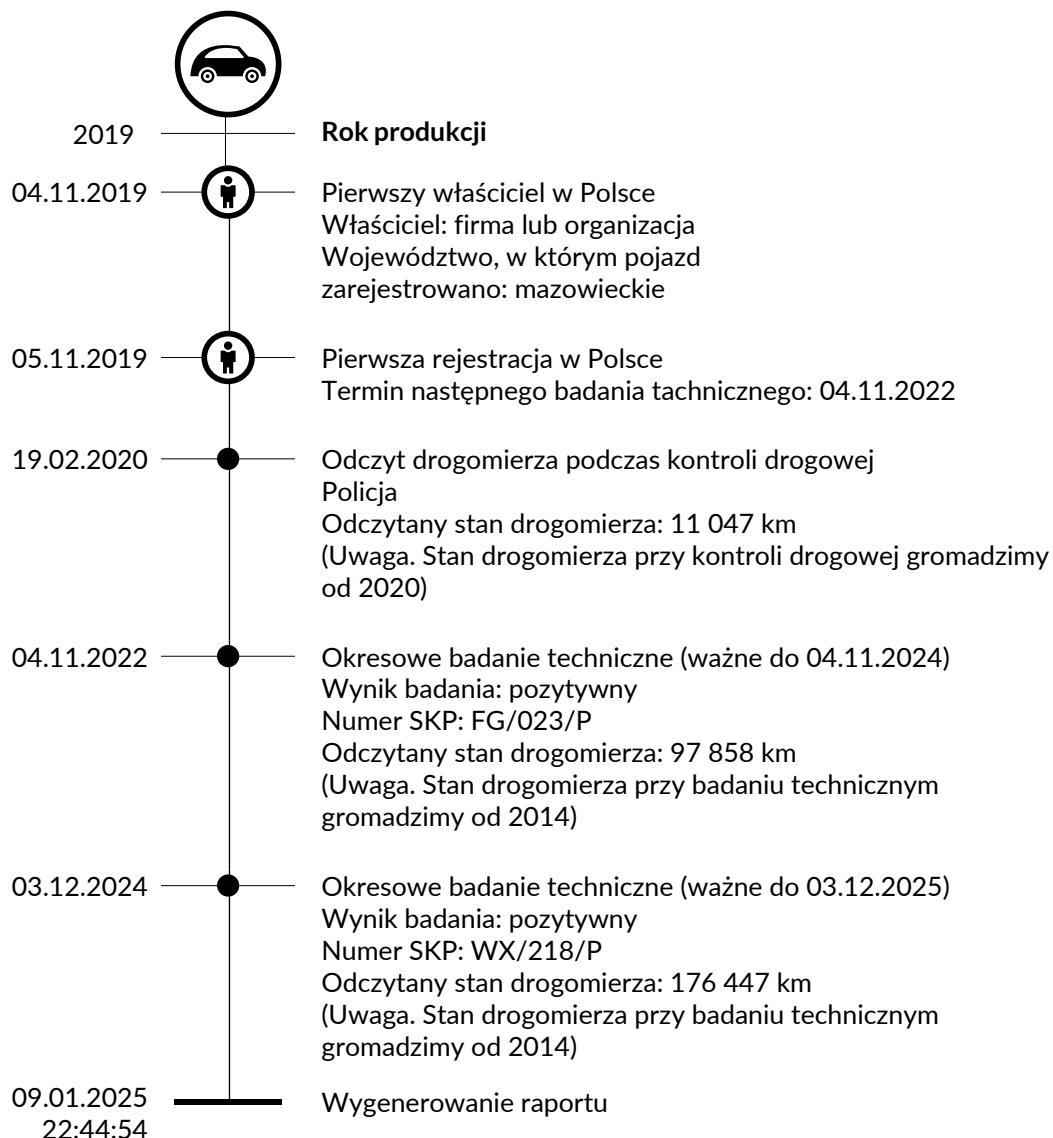 2019
Rok produkcji
04.11.2019
Pierwszy właściciel w Polsce
Właściciel: firma lub organizacja
Województwo, w którym pojazd
zarejestrowano: mazowieckie
05.11.2019
Pierwsza rejestracja w Polsce
Termin następnego badania tachnicznego: 04.11.2022
19.02.2020
Odczyt drogomierza podczas kontroli drogowej
Policja
Odczytany stan drogomierza: 11 047 km
(Uwaga. Stan drogomierza przy kontroli drogowej gromadzimy
od 2020)
04.11.2022
Okresowe badanie techniczne (ważne do 04.11.2024)
Wynik badania: pozytywny
Numer SKP: FG/023/P
Odczytany stan drogomierza: 97 858 km
(Uwaga. Stan drogomierza przy badaniu technicznym
gromadzimy od 2014)
03.12.2024
Okresowe badanie techniczne (ważne do 03.12.2025)
Wynik badania: pozytywny
Numer SKP: WX/218/P
Odczytany stan drogomierza: 176 447 km
(Uwaga. Stan drogomierza przy badaniu technicznym
gromadzimy od 2014)
09.01.2025
22:44:54
Wygenerowanie raportu